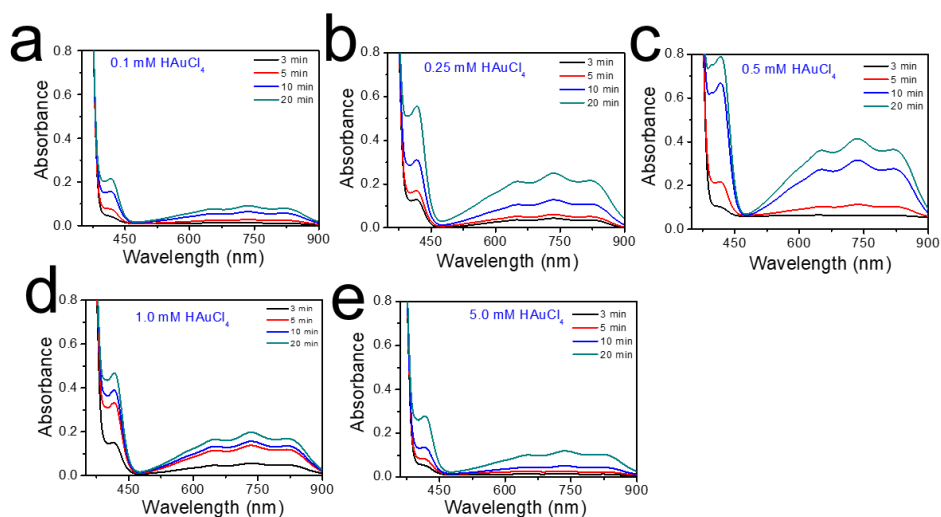 a
0.1 mM HAuCl4
3 min
5 min
10 min
20 min
Absorbance
0.8
0.6
0.4
0.2
0.0
450
600
750
900
Wavelength (nm)
b
0.25 mM HAuCl4
3 min
5 min
10 min
20 min
Absorbance
0.8
0.6
0.4
0.2
0.0
450
600
750
900
Wavelength (nm)
c
0.5 mM HAuCl4
3 min
5 min
10 min
20 min
Absorbance
0.8
0.6
0.4
0.2
0.0
450
600
750
900
Wavelength (nm)
d
1.0 mM HAuCl4
3 min
5 min
10 min
20 min
Absorbance
0.8
0.6
0.4
0.2
0.0
450
600
750
900
Wavelength (nm)
e
5.0 mM HAuCl4
3 min
5 min
10 min
20 min
Absorbance
0.8
0.6
0.4
0.2
0.0
450
600
750
900
Wavelength (nm)